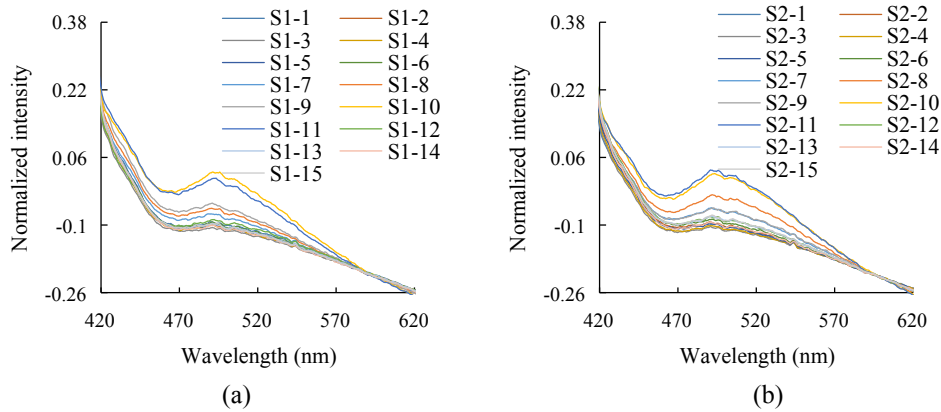 0.38
0.22
0.06
-0.1
-0.26
Normalized intensity
S1-1 S1-2
S1-3 S1-4
S1-5 S1-6
S1-7 S1-8
S1-9 S1-10
S1-11 S1-12
S1-13 S1-14
S1-15
420 470 520 570 620
Wavelength (nm)
(a)
0.38
0.22
0.06
-0.1
-0.26
Normalized intensity
S2-1 S2-2
S2-3 S2-4
S2-5 S2-6
S2-7 S2-8
S2-9 S2-10
S2-11 S2-12
S2-13 S2-14
S2-15
420 470 520 570 620
Wavelength (nm)
(b)